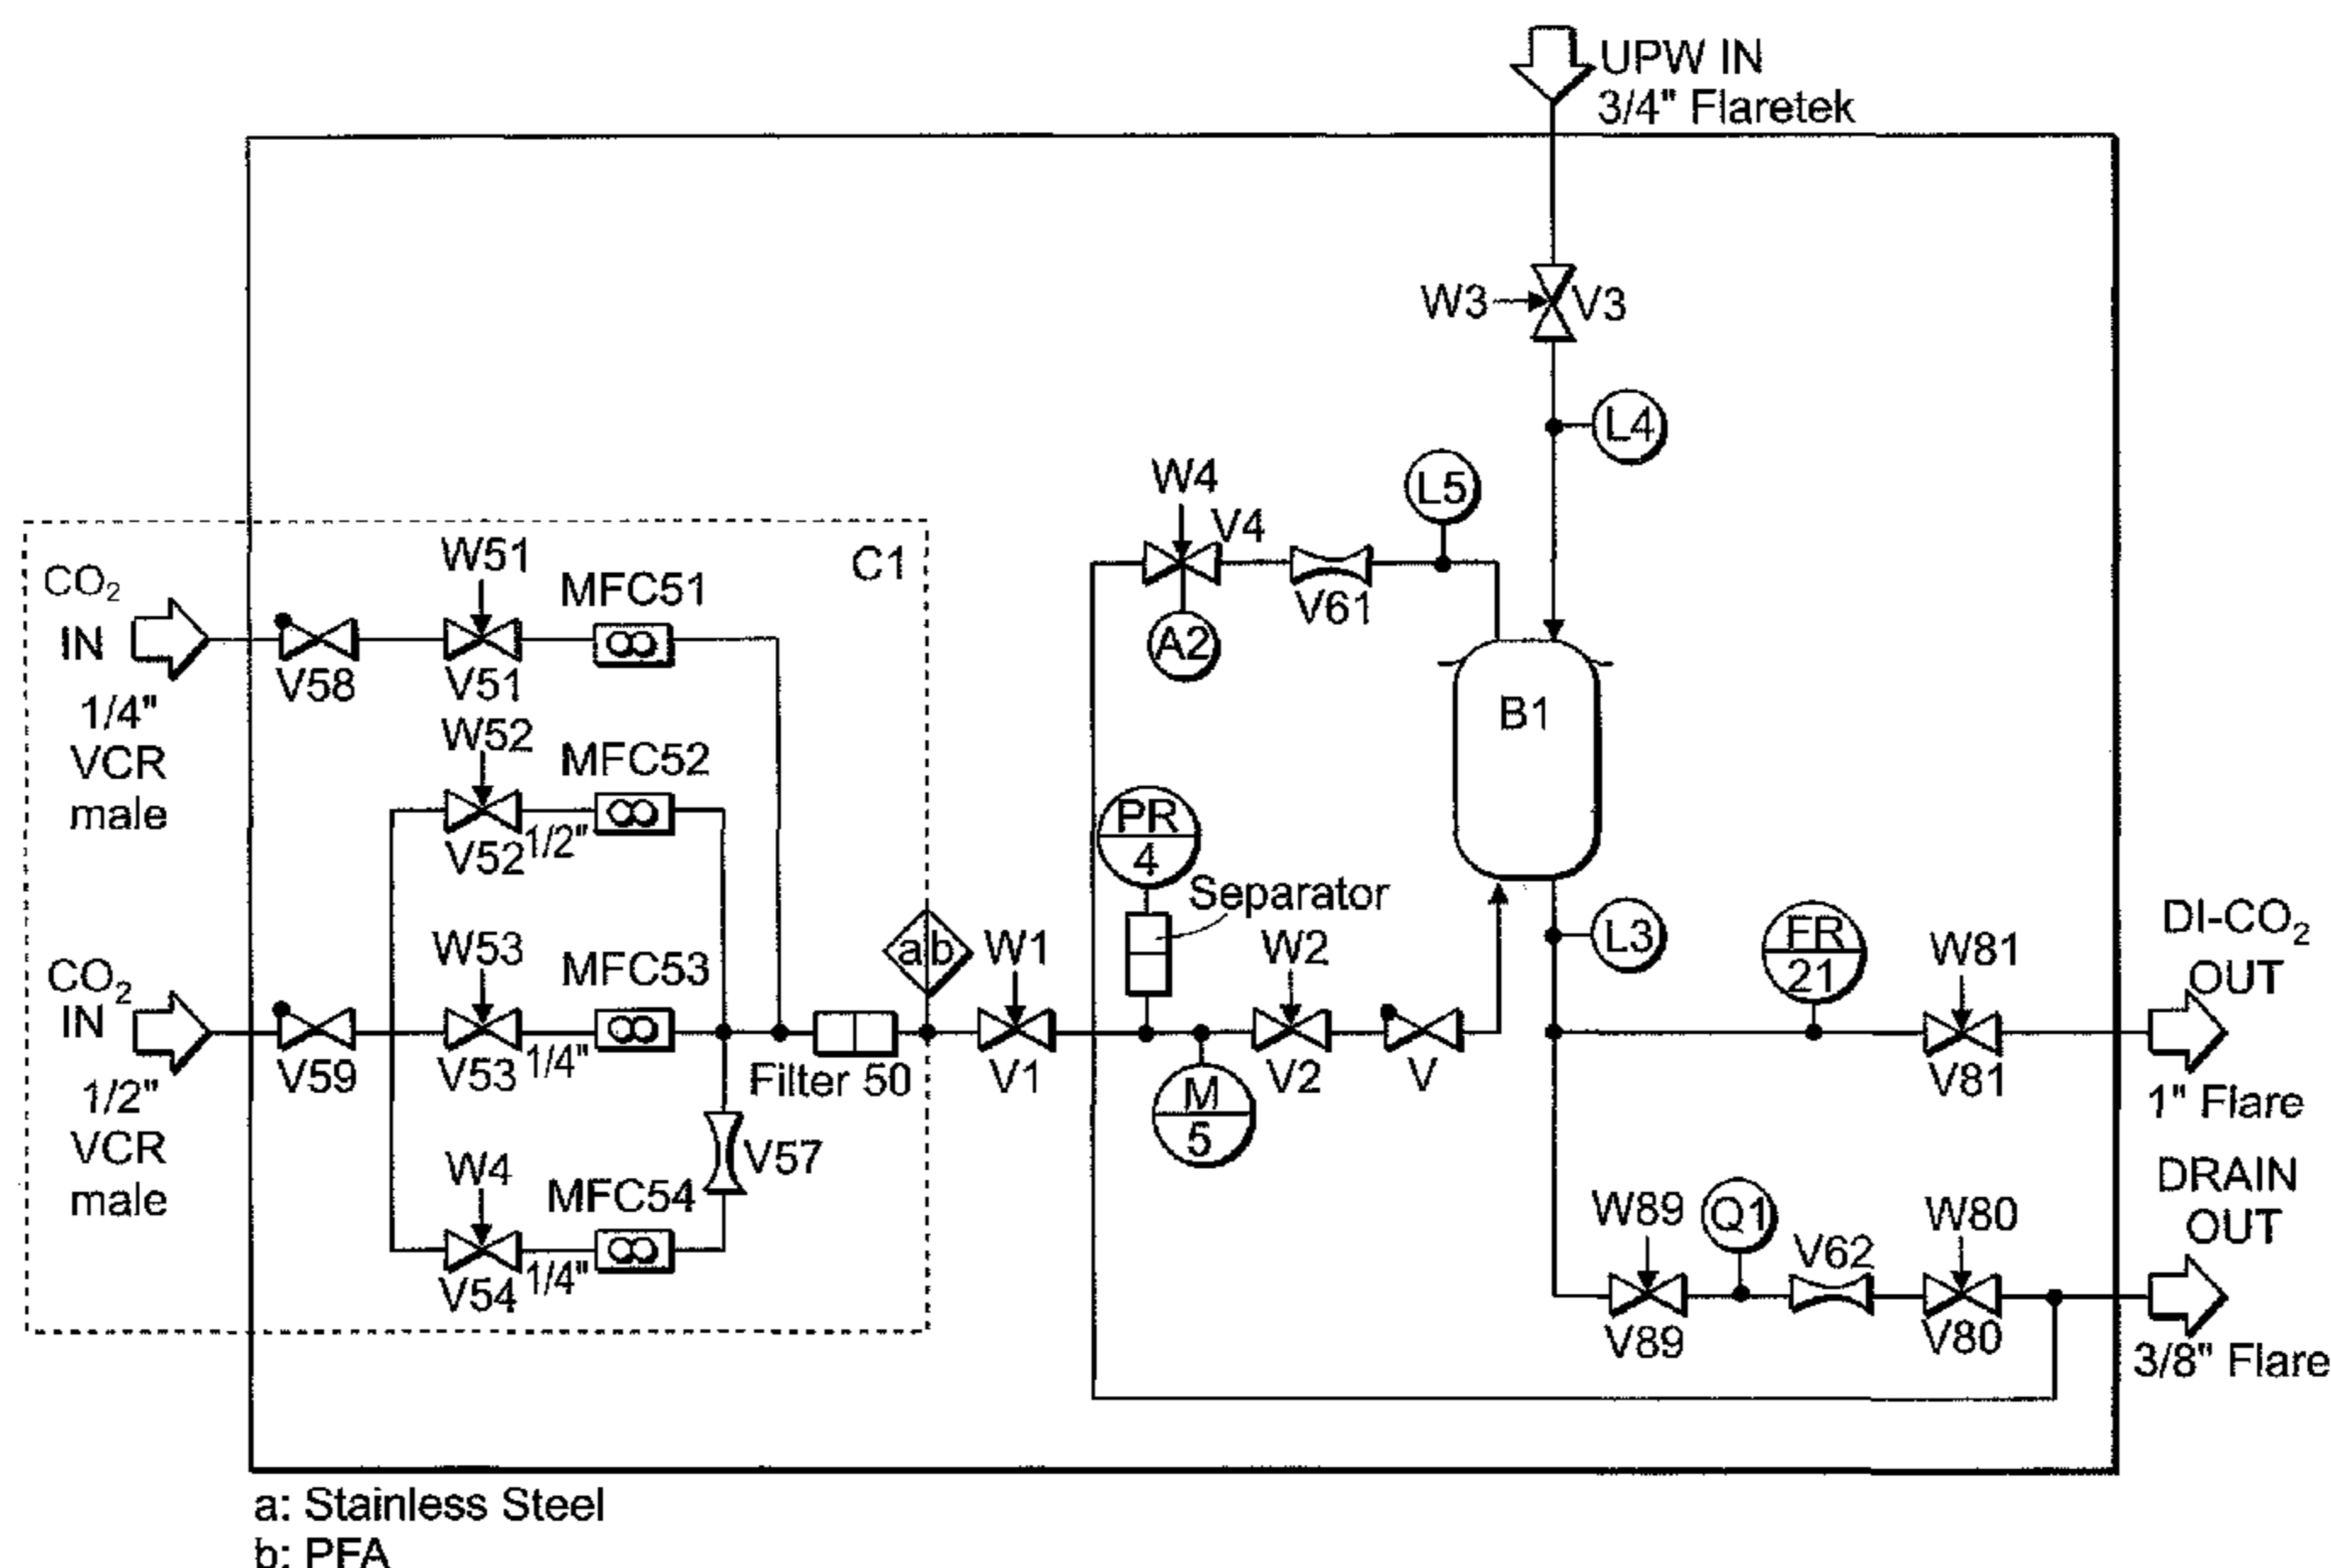 UPW IN
3/4" Flaretek
W3
V3
L4
L5
W4
V4
V61
A2
B1
C1
CO₂
IN
1/4"
VCR
male
V58
W51
V51
MFC51
W52
V52
1/2"
MFC52
CO₂
IN
1/2"
VCR
male
V59
W53
V53
1/4"
MFC53
W4
V54
1/4"
MFC54
V57
Filter 50
a b
W1
V1
PR
4
Separator
M
5
W2
V2
V
L3
FR
21
W81
V81
DI-CO₂
OUT
1" Flare
DRAIN
OUT
3/8" Flare
W89
V89
Q1
V62
W80
V80
a: Stainless Steel
b: PFA